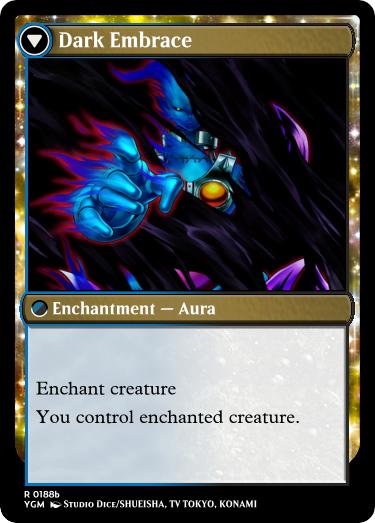 Dark Embrace
Enchantment — Aura
Enchant creature
You control enchanted creature.
R 0188b
YGM Studio Dice/SHUEISHA, TV TOKYO, KONAMI